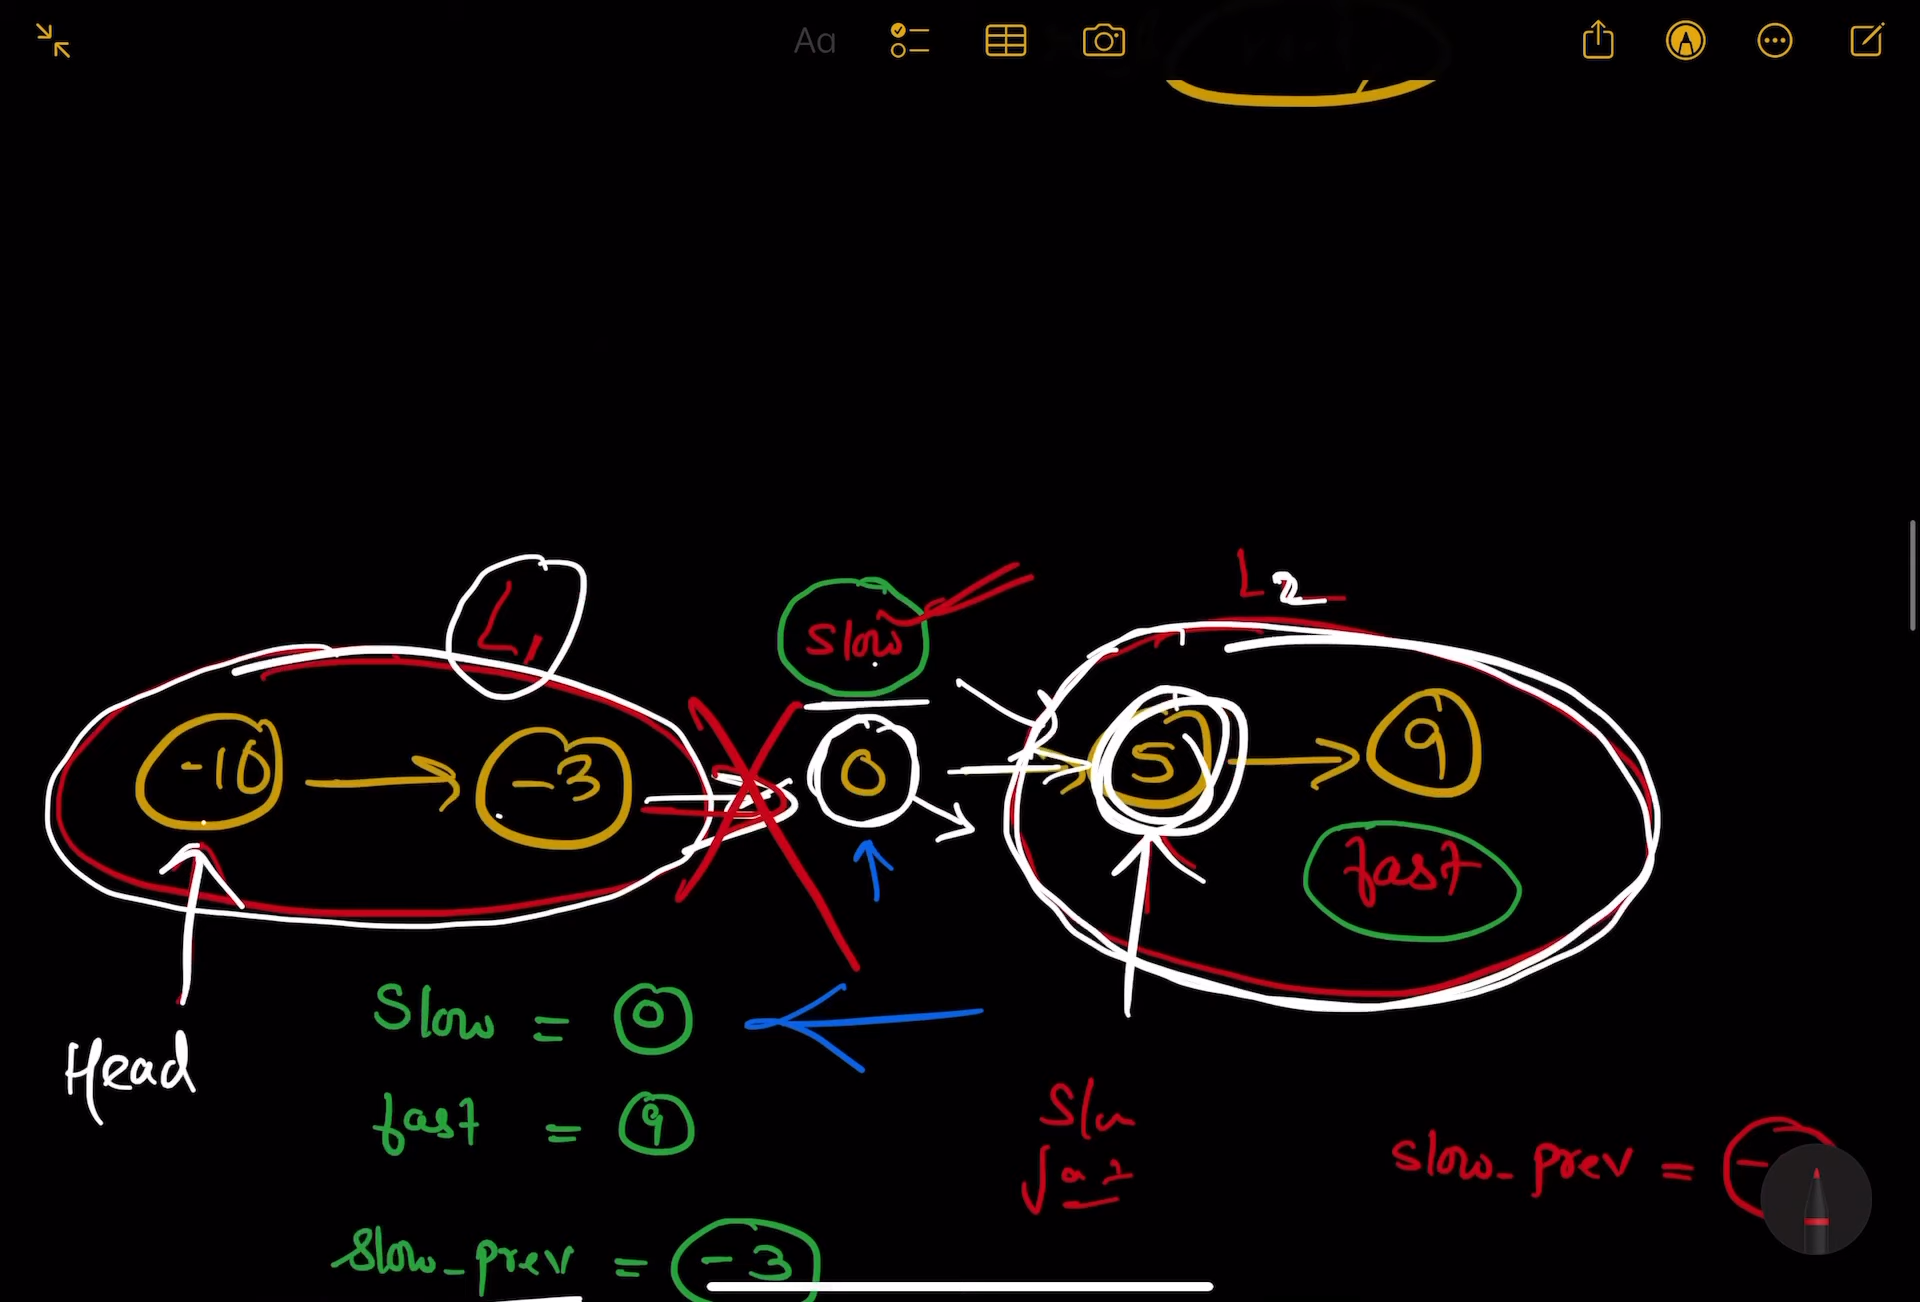 Aa
L1
slow
L2
-10 -3 0 5 9
fast
Head
Slow = 0
fast = 9
slow_prev =
slow_prev = -3